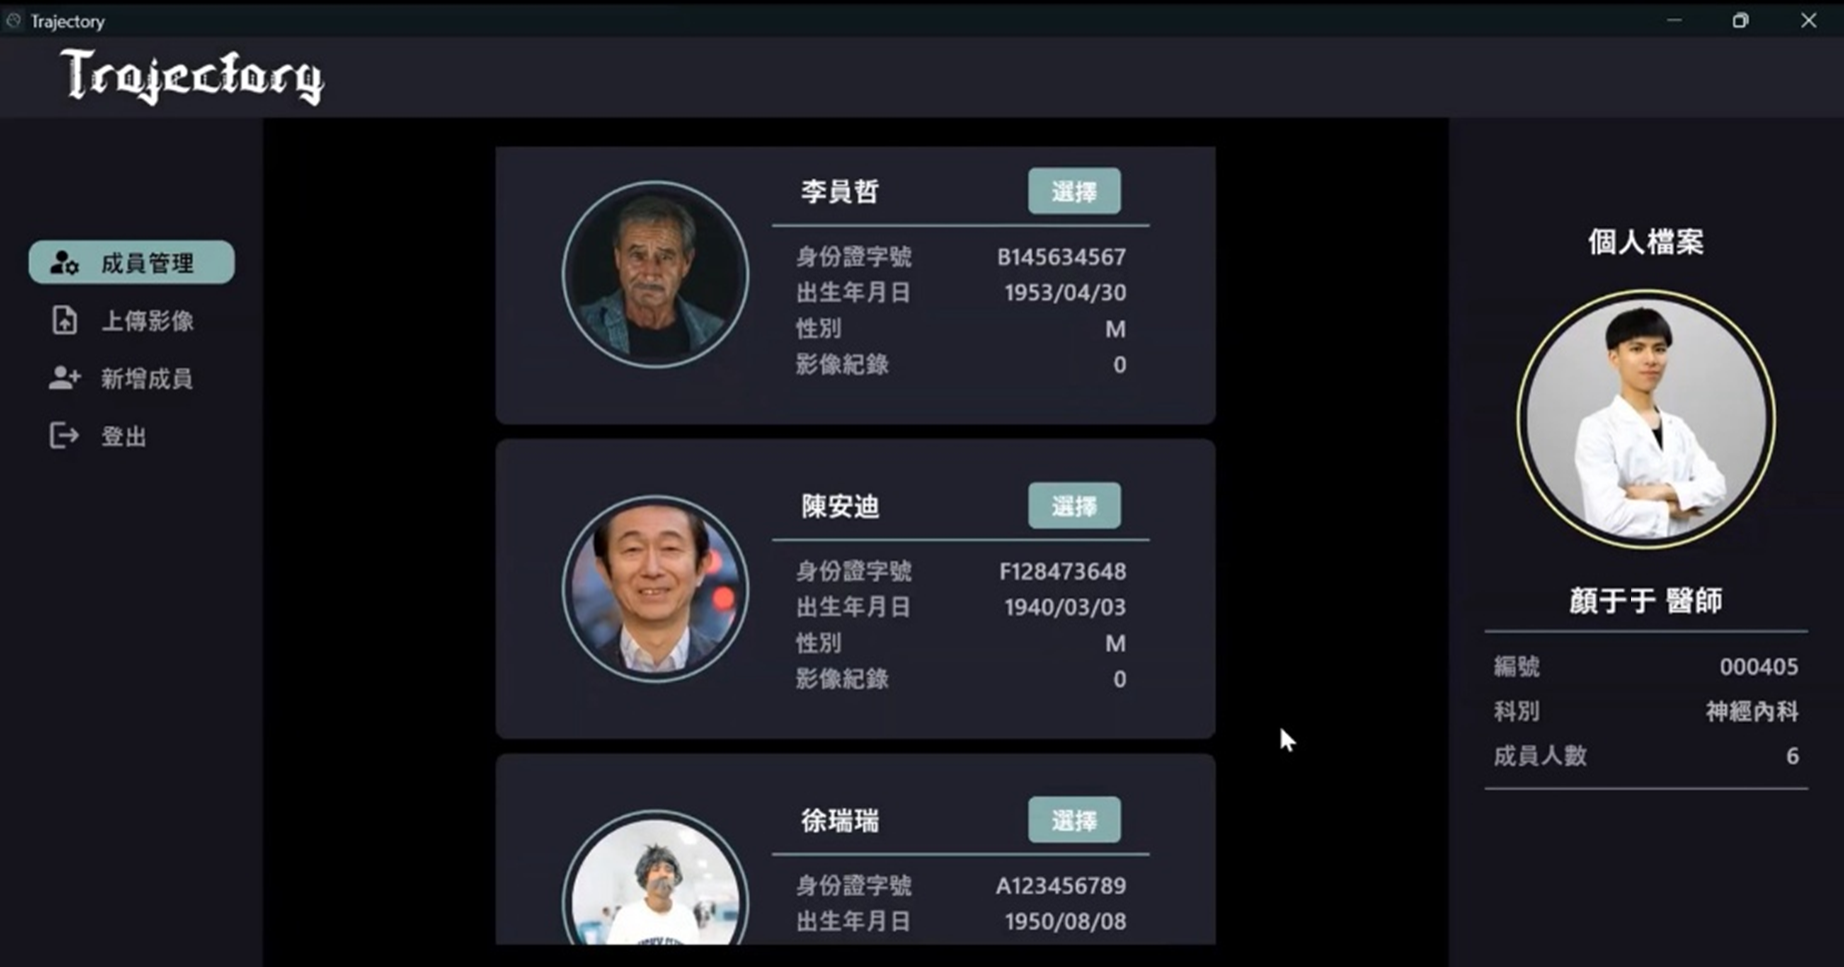 Trajectory
Trajectory
成員管理
上傳影像
新增成員
登出
李員哲
選擇
身份證字號 B145634567
出生年月日 1953/04/30
性別 M
影像紀錄 0
陳安迪
選擇
身份證字號 F128473648
出生年月日 1940/03/03
性別 M
影像紀錄 0
徐瑞瑞
選擇
身份證字號 A123456789
出生年月日 1950/08/08
個人檔案
顏于于 醫師
編號 000405
科別 神經內科
成員人數 6